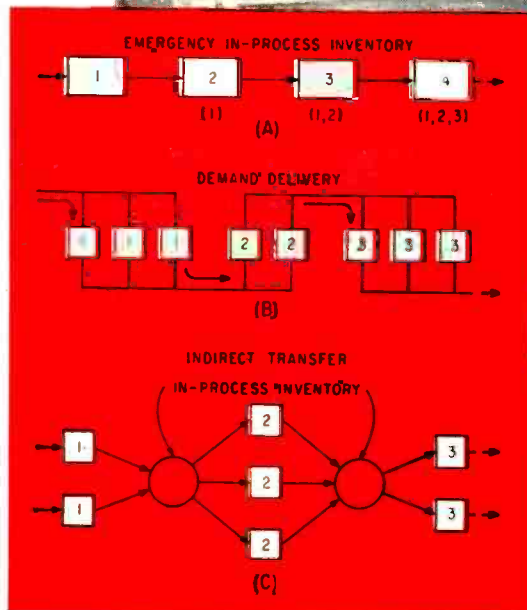 EMERGENCY IN-PROCESS INVENTORY
1 2 3 4
(1) (1,2) (1,2,3)
(A)
DEMAND DELIVERY
1 1 1 2 2 3 3 3
(B)
INDIRECT TRANSFER
IN-PROCESS INVENTORY
2
1 3
2
1 3
2
(C)